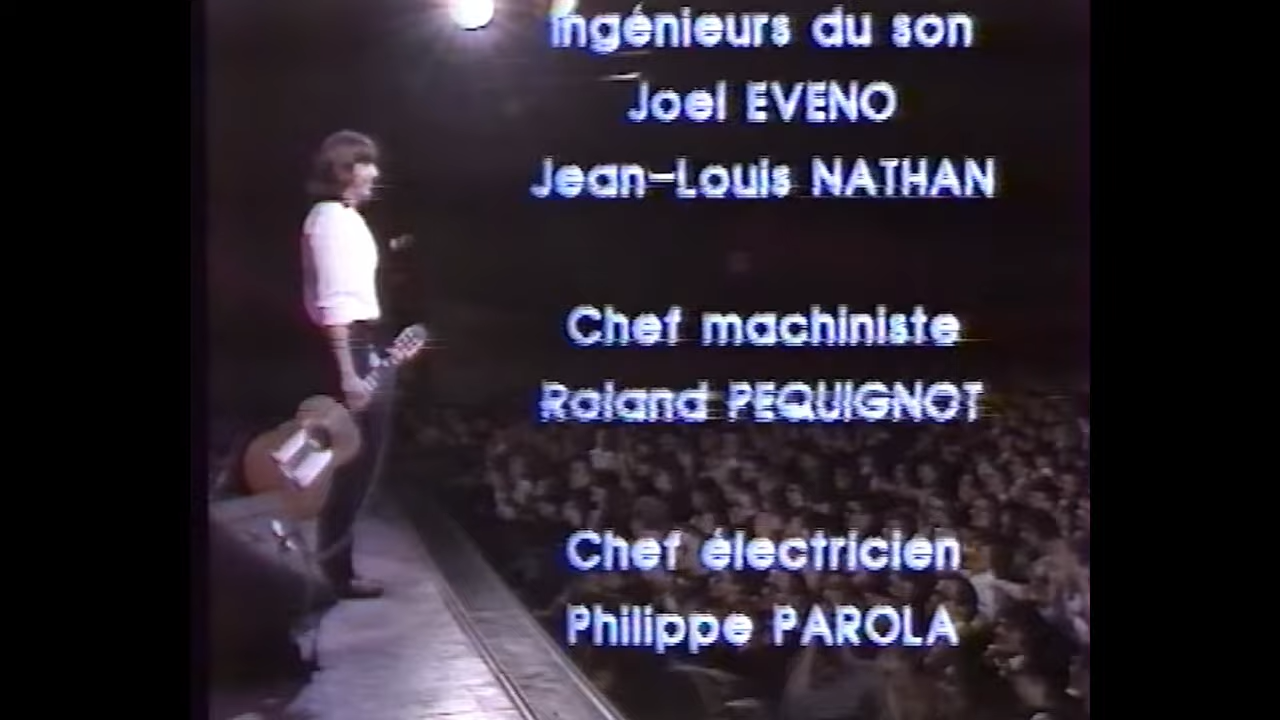 Ingénieurs du son
Joel EVENO
Jean-Louis NATHAN
Chef machiniste
Roland PEQUIGNOT
Chef électricien
Philippe PAROLA